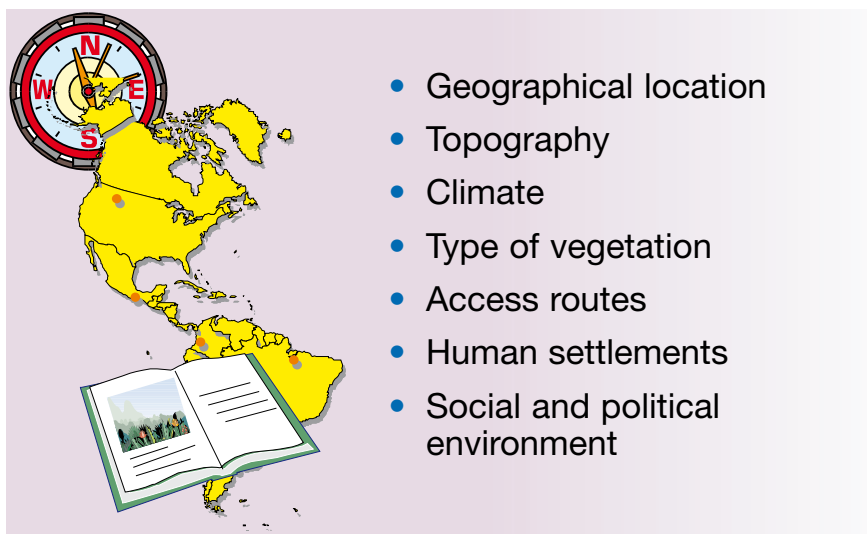 N
W E
S
• Geographical location
• Topography
• Climate
• Type of vegetation
• Access routes
• Human settlements
• Social and political
environment